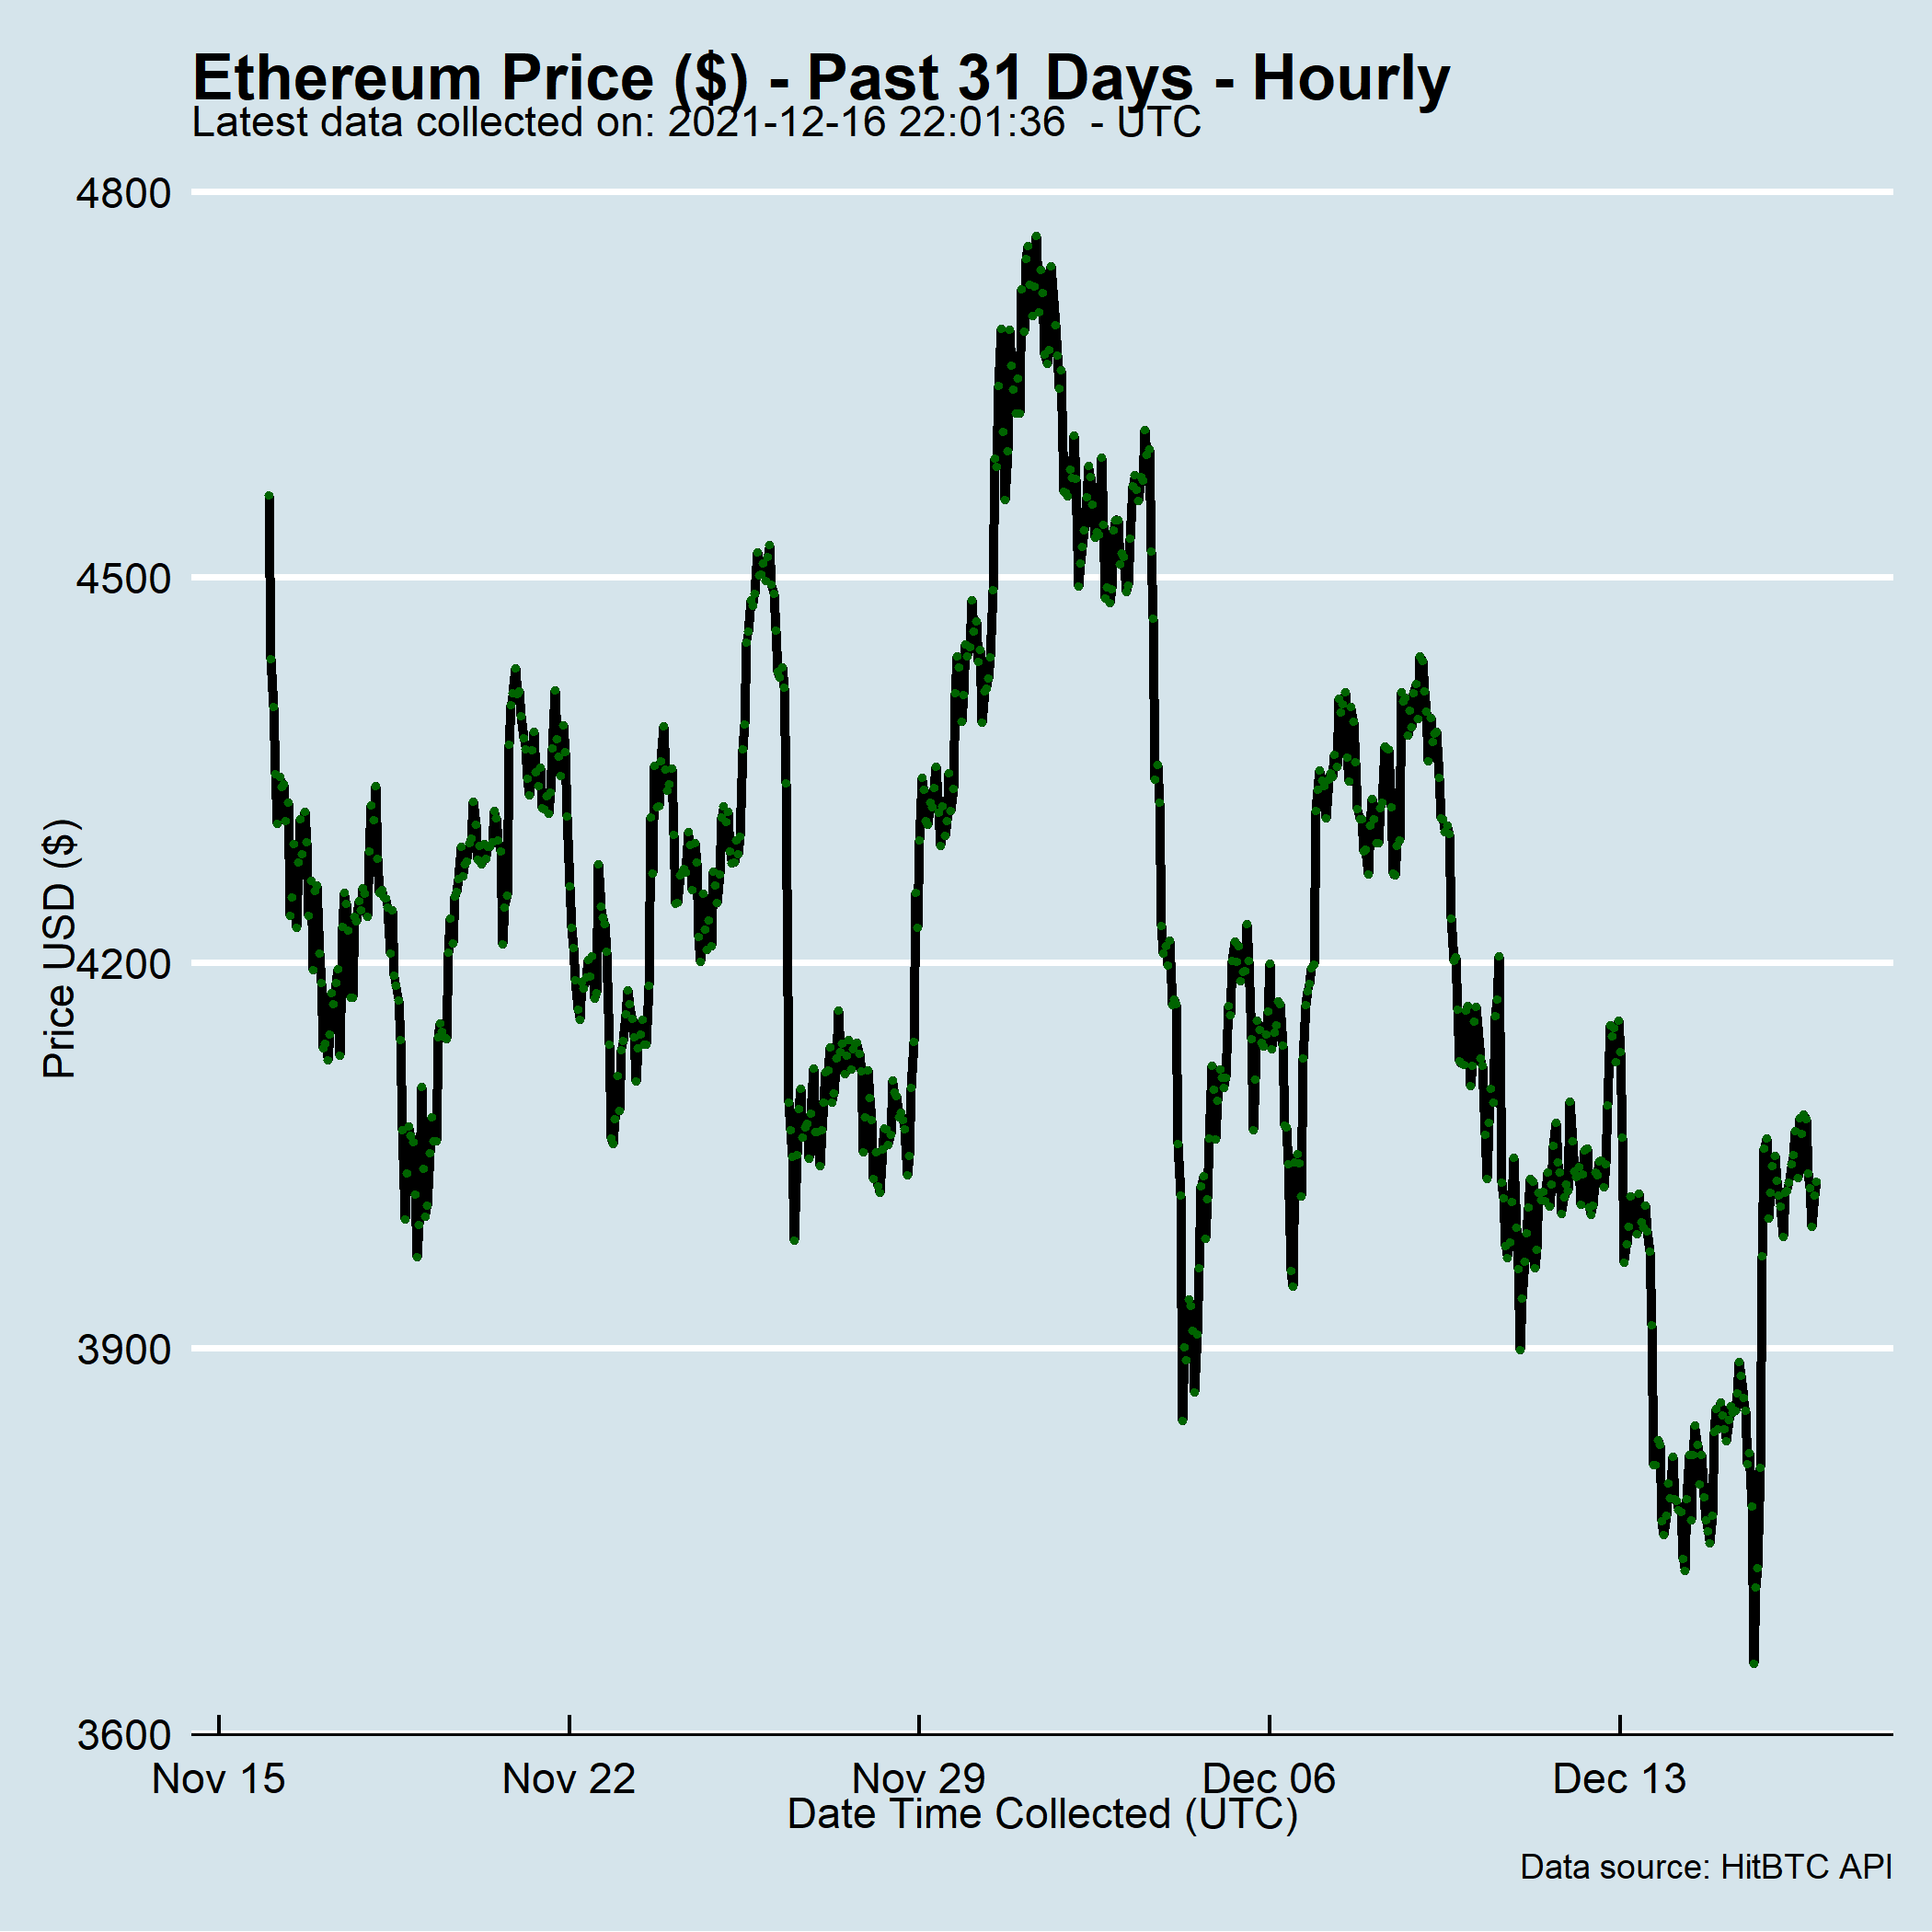 Ethereum Price ($) - Past 31 Days - Hourly
Latest data collected on: 2021-12-16 22:01:36  - UTC
4800
4500
4200
3900
3600
Price USD ($)
Nov 15 Nov 22 Nov 29 Dec 06 Dec 13
Date Time Collected (UTC)
Data source: HitBTC API